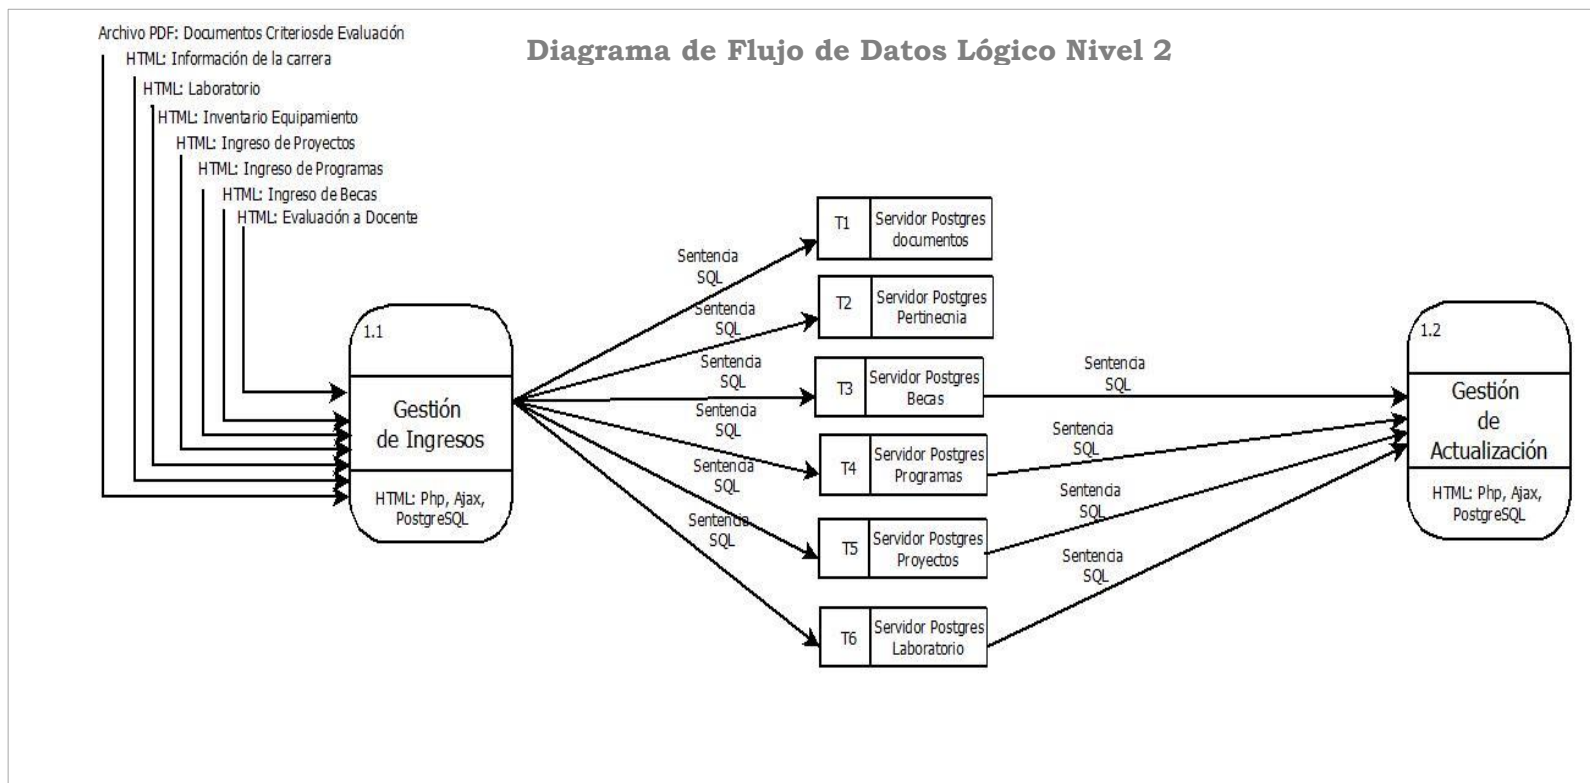 Diagrama de Flujo de Datos Lógico Nivel 2
Archivo PDF: Documentos Criteriosde Evaluación
HTML: Información de la carrera
HTML: Laboratorio
HTML: Inventario Equipamiento
HTML: Ingreso de Proyectos
HTML: Ingreso de Programas
HTML: Ingreso de Becas
HTML: Evaluación a Docente
1.1
Gestión
de Ingresos
HTML: Php, Ajax,
PostgreSQL
Sentencia
SQL
Sentencia
SQL
Sentencia
SQL
Sentencia
SQL
Sentencia
SQL
Sentencia
SQL
T1
Servidor Postgres
documentos
T2
Servidor Postgres
Pertinecnia
T3
Servidor Postgres
Becas
T4
Servidor Postgres
Programas
T5
Servidor Postgres
Proyectos
T6
Servidor Postgres
Laboratorio
Sentencia
SQL
Sentencia
SQL
Sentencia
SQL
Sentencia
SQL
1.2
Gestión
de
Actualización
HTML: Php, Ajax,
PostgreSQL